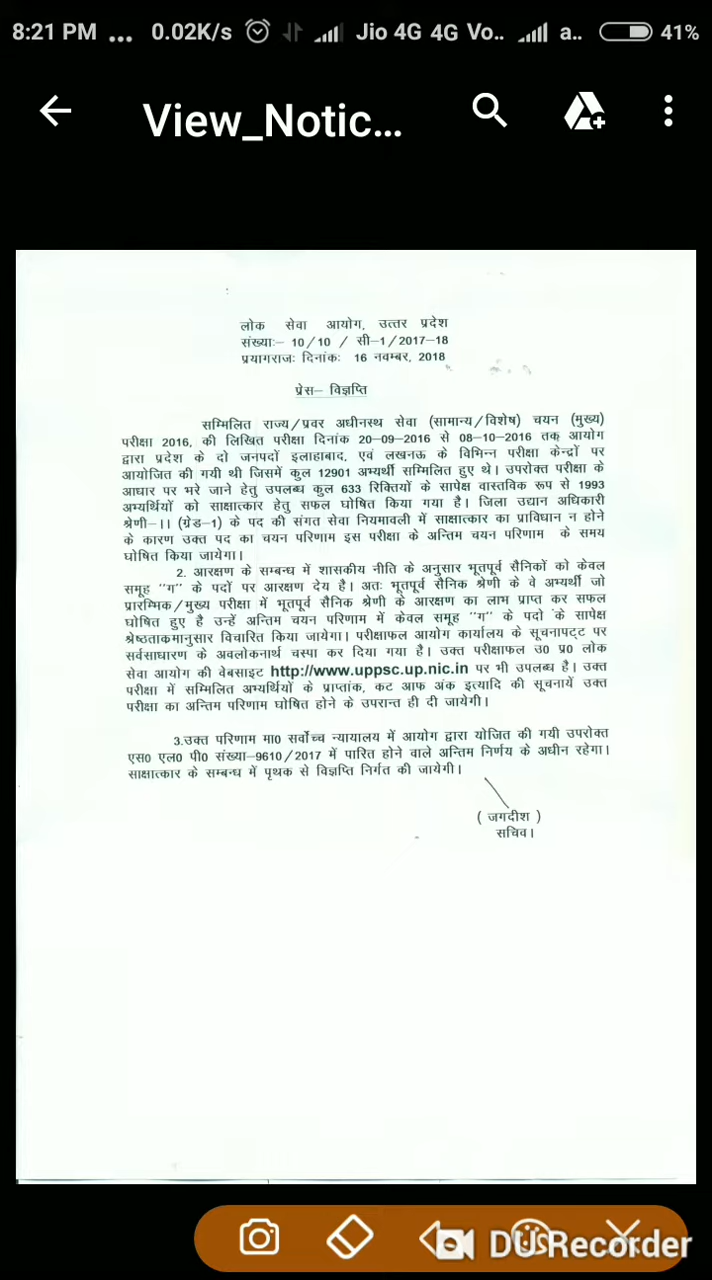 8:21 PM ... 0.02K/s Jio 4G 4G Vo.. a.. 41%
View_Notic...
लोक सेवा आयोग, उत्तर प्रदेश
संख्याः- 10/10 / सी-1/2017-18
प्रयागराजः दिनांकः 16 नवम्बर, 2018
प्रेस- विज्ञप्ति
सम्मिलित राज्य/प्रवर अधीनस्थ सेवा (सामान्य/विशेष) चयन (मुख्य)
परीक्षा 2016, की लिखित परीक्षा दिनांक 20-09-2016 से 08-10-2016 तक आयोग
द्वारा प्रदेश के दो जनपदों इलाहाबाद, एवं लखनऊ के विभिन्न परीक्षा केन्द्रों पर
आयोजित की गयी थी जिसमें कुल 12901 अभ्यर्थी सम्मिलित हुए थे। उपरोक्त परीक्षा के
आधार पर भरे जाने हेतु उपलब्ध कुल 633 रिक्तियों के सापेक्ष वास्तविक रूप से 1993
अभ्यर्थियों को साक्षात्कार हेतु सफल घोषित किया गया है। जिला उद्यान अधिकारी
श्रेणी-।। (ग्रेड-1) के पद की संगत सेवा नियमावली में साक्षात्कार का प्राविधान न होने
के कारण उक्त पद का चयन परिणाम इस परीक्षा के अन्तिम चयन परिणाम के समय
घोषित किया जायेगा।
2. आरक्षण के सम्बन्ध में शासकीय नीति के अनुसार भूतपूर्व सैनिकों को केवल
समूह ''ग'' के पदों पर आरक्षण देय है। अतः भूतपूर्व सैनिक श्रेणी के वे अभ्यर्थी जो
प्रारम्भिक/मुख्य परीक्षा में भूतपूर्व सैनिक श्रेणी के आरक्षण का लाभ प्राप्त कर सफल
घोषित हुए है उन्हें अन्तिम चयन परिणाम में केवल समूह ''ग'' के पदो के सापेक्ष
श्रेष्ठताकमानुसार विचारित किया जायेगा। परीक्षाफल आयोग कार्यालय के सूचनापट्ट पर
सर्वसाधारण के अवलोकनार्थ चस्पा कर दिया गया है। उक्त परीक्षाफल उ0 प्र0 लोक
सेवा आयोग की वेबसाइट http://www.uppsc.up.nic.in पर भी उपलब्ध है। उक्त
परीक्षा में सम्मिलित अभ्यर्थियों के प्राप्तांक, कट आफ अंक इत्यादि की सूचनायें उक्त
परीक्षा का अन्तिम परिणाम घोषित होने के उपरान्त ही दी जायेगी।
3.उक्त परिणाम मा0 सर्वोच्च न्यायालय में आयोग द्वारा योजित की गयी उपरोक्त
एस0 एल0 पी0 संख्या-9610/2017 में पारित होने वाले अन्तिम निर्णय के अधीन रहेगा।
साक्षात्कार के सम्बन्ध में पृथक से विज्ञप्ति निर्गत की जायेगी।
( जगदीश )
सचिव।
DU Recorder